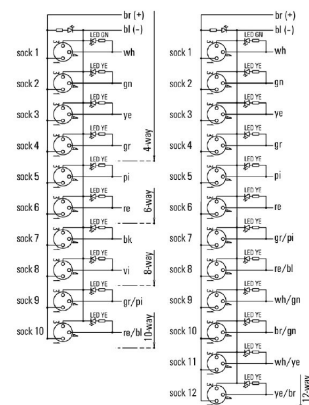 br (+)
bl (–)
LED GN
sock 1 wh
LED YE
sock 2 gn
LED YE
sock 3 ye
LED YE
sock 4 gr
4-way
LED YE
sock 5 pi
LED YE
sock 6 re
6-way
LED YE
sock 7 bk
LED YE
sock 8 vi
8-way
LED YE
sock 9 gr/pi
LED YE
sock 10 re/bl
10-way
br (+)
bl (–)
LED GN
sock 1 wh
LED YE
sock 2 gn
LED YE
sock 3 ye
LED YE
sock 4 gr
LED YE
sock 5 pi
LED YE
sock 6 re
LED YE
sock 7 gr/pi
LED YE
sock 8 re/bl
LED YE
sock 9 wh/gn
LED YE
sock 10 br/gn
LED YE
sock 11 wh/ye
LED YE
sock 12 ye/br
12-way